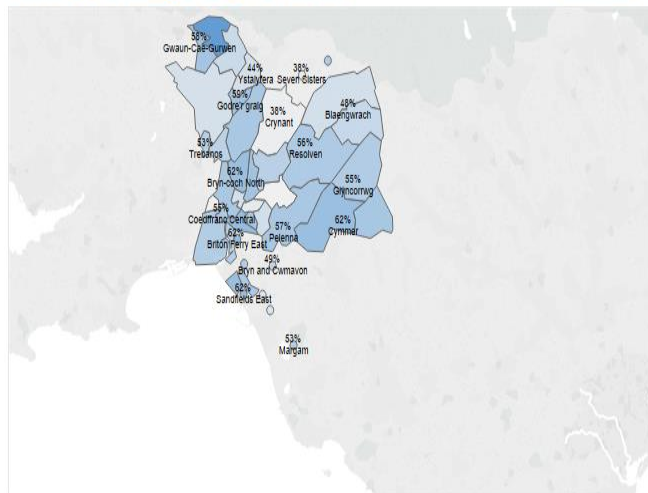 58%
Gwaun-Cae-Gurwen
44%
Ystalyfera
38%
Seven Sisters
59%
Godre'r graig
38%
Crynant
48%
Blaengwrach
53%
Trebanos
56%
Resolven
62%
Bryn-coch North
55%
Glyncorrwg
55%
Coedffranc Central
57%
Pelenna
62%
Cymmer
62%
Briton Ferry East
49%
Bryn and Cwmavon
62%
Sandfields East
53%
Margam